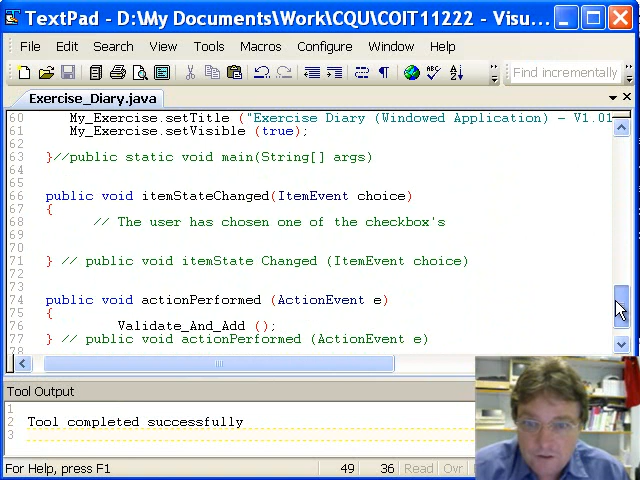 TextPad - D:\My Documents\Work\CQU\COIT11222 - Visu...
File Edit Search View Tools Macros Configure Window Help
Find incrementally
Exercise_Diary.java
60 My_Exercise.setTitle ("Exercise Diary (Windowed Application) - V1.01
61 My_Exercise.setVisible (true);
62
63 }//public static void main(String[] args)
64
65
66 public void itemStateChanged(ItemEvent choice)
67 {
68 // The user has chosen one of the checkbox's
69
70
71 } // public void itemState Changed (ItemEvent choice)
72
73
74 public void actionPerformed (ActionEvent e)
75 {
76 Validate_And_Add ();
77 } // public void actionPerformed (ActionEvent e)
78
Tool Output
1
2 Tool completed successfully
3
For Help, press F1 49 36 Read Ovr